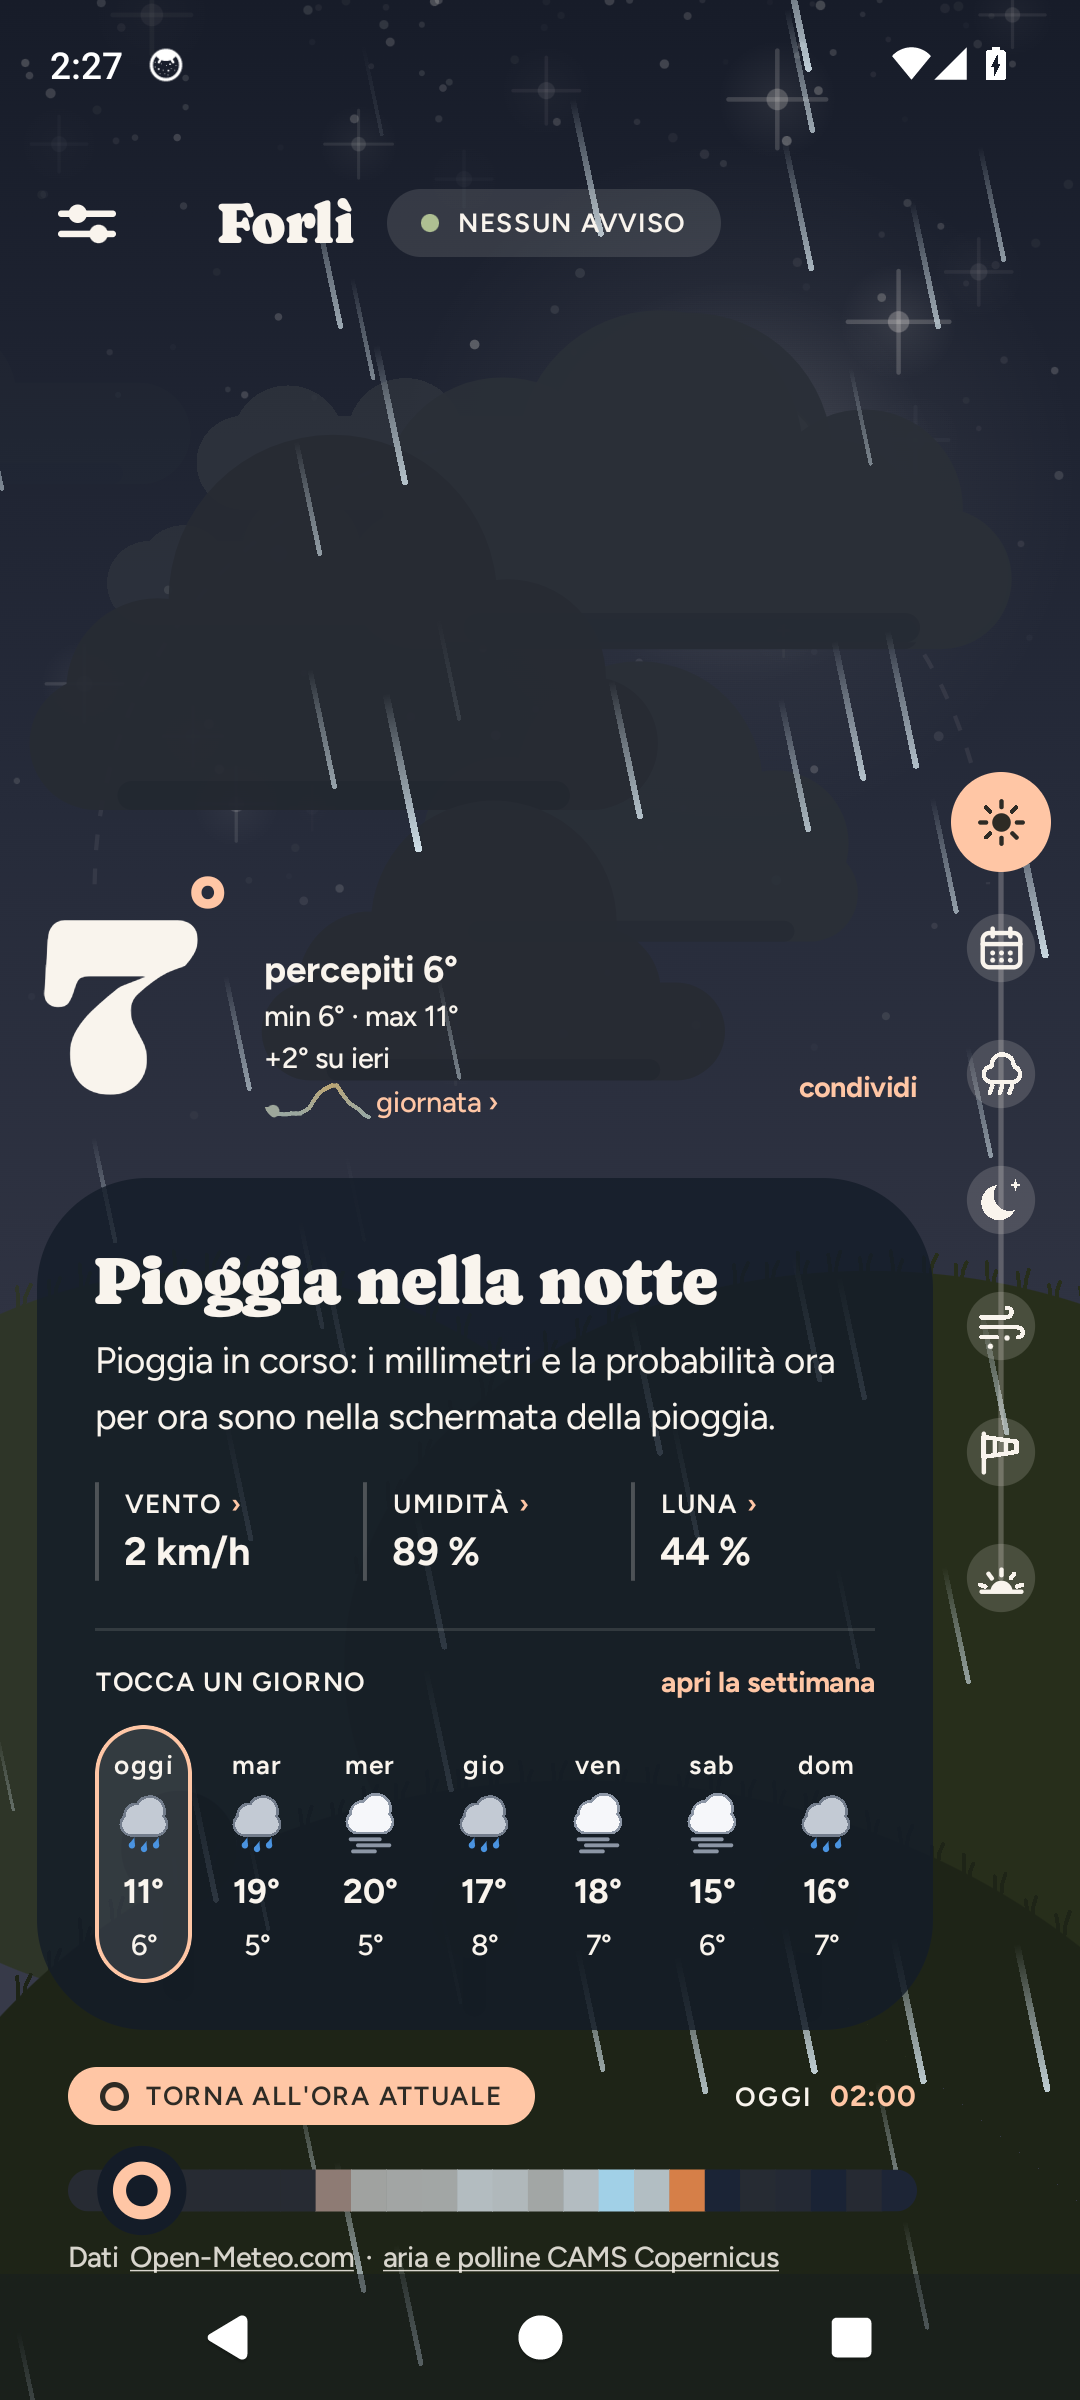 2:27
Forlì
NESSUN AVVISO
7°
percepiti 6°
min 6° · max 11°
+2° su ieri
giornata ›
condividi
Pioggia nella notte
Pioggia in corso: i millimetri e la probabilità ora
per ora sono nella schermata della pioggia.
VENTO › UMIDITÀ › LUNA ›
2 km/h 89 % 44 %
TOCCA UN GIORNO apri la settimana
oggi mar mer gio ven sab dom
11° 19° 20° 17° 18° 15° 16°
6° 5° 5° 8° 7° 6° 7°
TORNA ALL'ORA ATTUALE OGGI 02:00
Dati Open-Meteo.com · aria e polline CAMS Copernicus